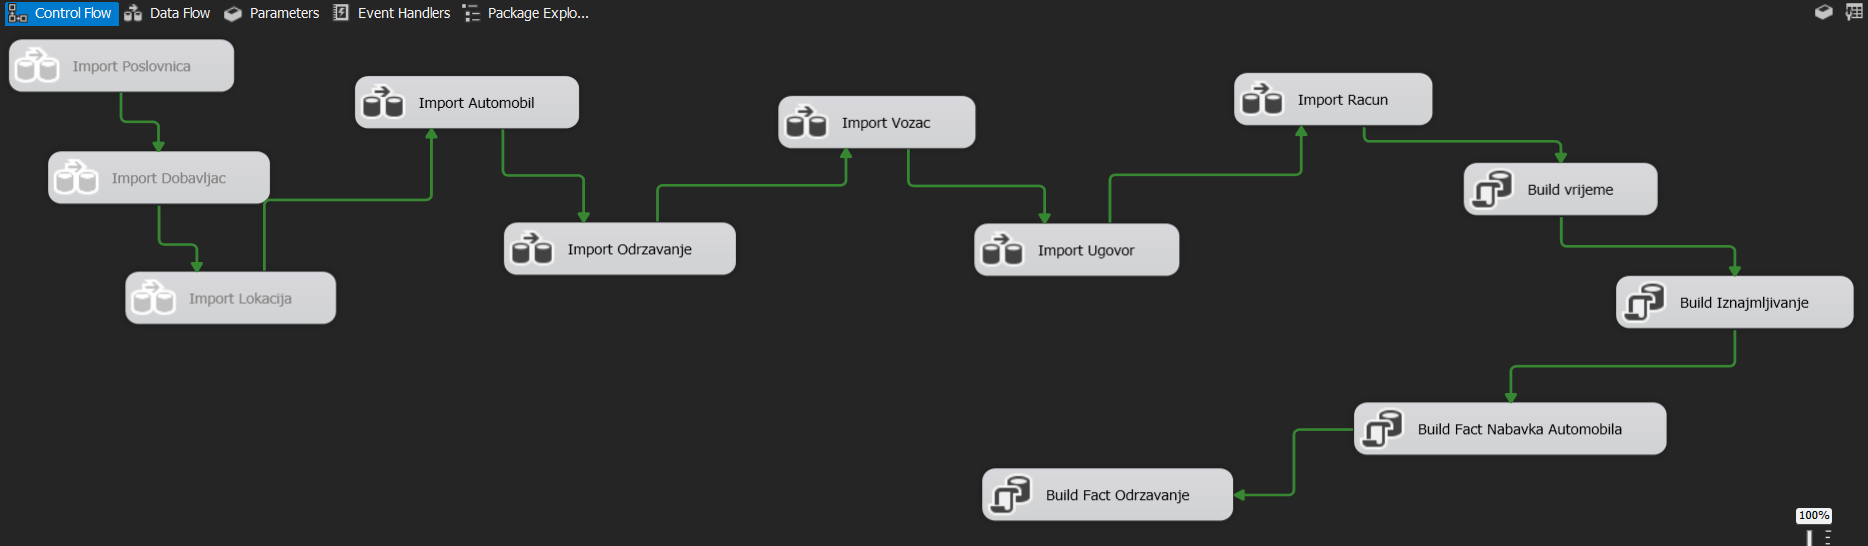 Control Flow
Data Flow
Parameters
Event Handlers
Package Explo...
Import Poslovnica
Import Dobavljac
Import Lokacija
Import Automobil
Import Odrzavanje
Import Vozac
Import Ugovor
Import Racun
Build vrijeme
Build Iznajmljivanje
Build Fact Nabavka Automobila
Build Fact Odrzavanje
100%